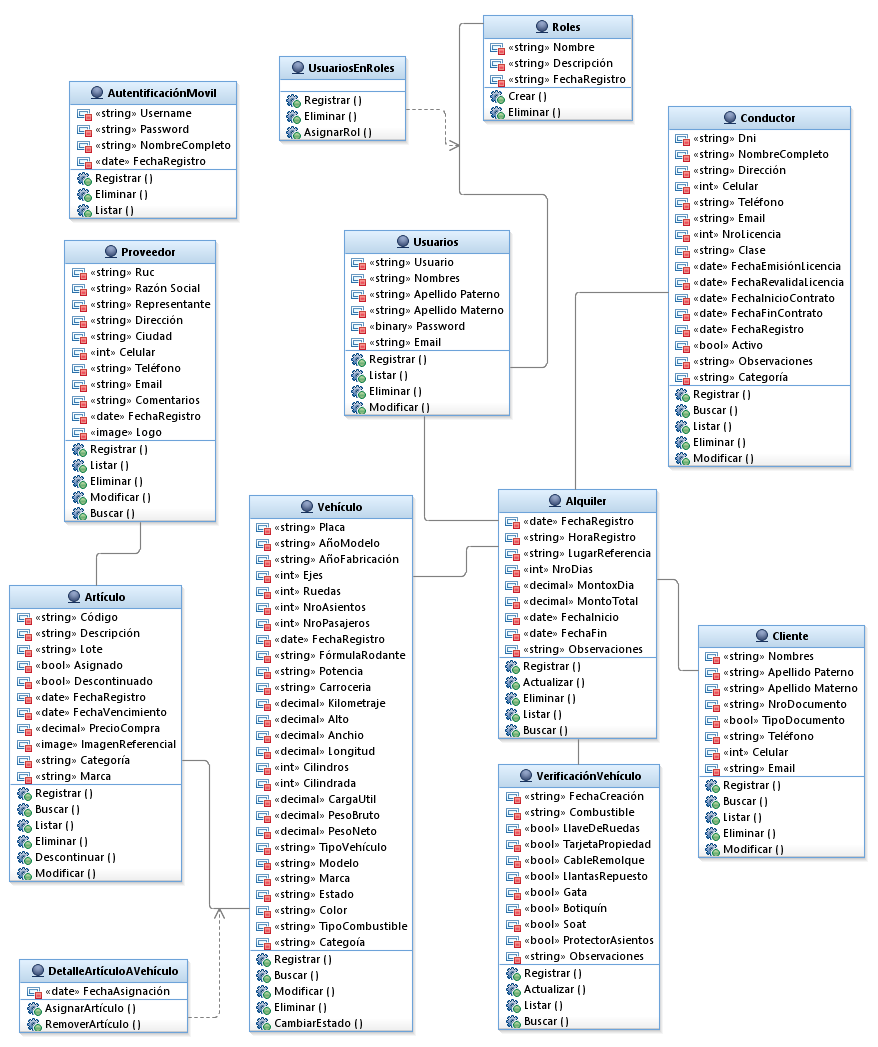 Roles
«string» Nombre
«string» Descripción
«string» FechaRegistro
Crear ()
Eliminar ()
UsuariosEnRoles
Registrar ()
Eliminar ()
AsignarRol ()
AutentificaciónMovil
«string» Username
«string» Password
«string» NombreCompleto
«date» FechaRegistro
Registrar ()
Eliminar ()
Listar ()
Conductor
«string» Dni
«string» NombreCompleto
«string» Dirección
«int» Celular
«string» Teléfono
«string» Email
«int» NroLicencia
«string» Clase
«date» FechaEmisiónLicencia
«date» FechaRevalidaLicencia
«date» FechaInicioContrato
«date» FechaFinContrato
«date» FechaRegistro
«bool» Activo
«string» Observaciones
«string» Categoría
Registrar ()
Buscar ()
Listar ()
Eliminar ()
Modificar ()
Usuarios
«string» Usuario
«string» Nombres
«string» Apellido Paterno
«string» Apellido Materno
«binary» Password
«string» Email
Registrar ()
Listar ()
Eliminar ()
Modificar ()
Proveedor
«string» Ruc
«string» Razón Social
«string» Representante
«string» Dirección
«string» Ciudad
«int» Celular
«string» Teléfono
«string» Email
«string» Comentarios
«date» FechaRegistro
«image» Logo
Registrar ()
Listar ()
Eliminar ()
Modificar ()
Buscar ()
Vehículo
«string» Placa
«string» AñoModelo
«string» AñoFabricación
«int» Ejes
«int» Ruedas
«int» NroAsientos
«int» NroPasajeros
«date» FechaRegistro
«string» FórmulaRodante
«string» Potencia
«string» Carroceria
«decimal» Kilometraje
«decimal» Alto
«decimal» Anchio
«decimal» Longitud
«int» Cilindros
«int» Cilindrada
«decimal» CargaUtil
«decimal» PesoBruto
«decimal» PesoNeto
«string» TipoVehículo
«string» Modelo
«string» Marca
«string» Estado
«string» Color
«string» TipoCombustible
«string» Categoía
Registrar ()
Buscar ()
Modificar ()
Eliminar ()
CambiarEstado ()
Alquiler
«date» FechaRegistro
«string» HoraRegistro
«string» LugarReferencia
«int» NroDias
«decimal» MontoxDia
«decimal» MontoTotal
«date» FechaInicio
«date» FechaFin
«string» Observaciones
Registrar ()
Actualizar ()
Eliminar ()
Listar ()
Buscar ()
Artículo
«string» Código
«string» Descripción
«string» Lote
«bool» Asignado
«bool» Descontinuado
«date» FechaRegistro
«date» FechaVencimiento
«decimal» PrecioCompra
«image» ImagenReferencial
«string» Categoría
«string» Marca
Registrar ()
Buscar ()
Listar ()
Eliminar ()
Descontinuar ()
Modificar ()
Cliente
«string» Nombres
«string» Apellido Paterno
«string» Apellido Materno
«string» NroDocumento
«bool» TipoDocumento
«string» Teléfono
«int» Celular
«string» Email
Registrar ()
Buscar ()
Listar ()
Eliminar ()
Modificar ()
VerificaciónVehículo
«string» FechaCreación
«string» Combustible
«bool» LlaveDeRuedas
«bool» TarjetaPropiedad
«bool» CableRemolque
«bool» LlantasRepuesto
«bool» Gata
«bool» Botiquín
«bool» Soat
«bool» ProtectorAsientos
«string» Observaciones
Registrar ()
Actualizar ()
Listar ()
Buscar ()
DetalleArtículoAVehículo
«date» FechaAsignación
AsignarArtículo ()
RemoverArtículo ()